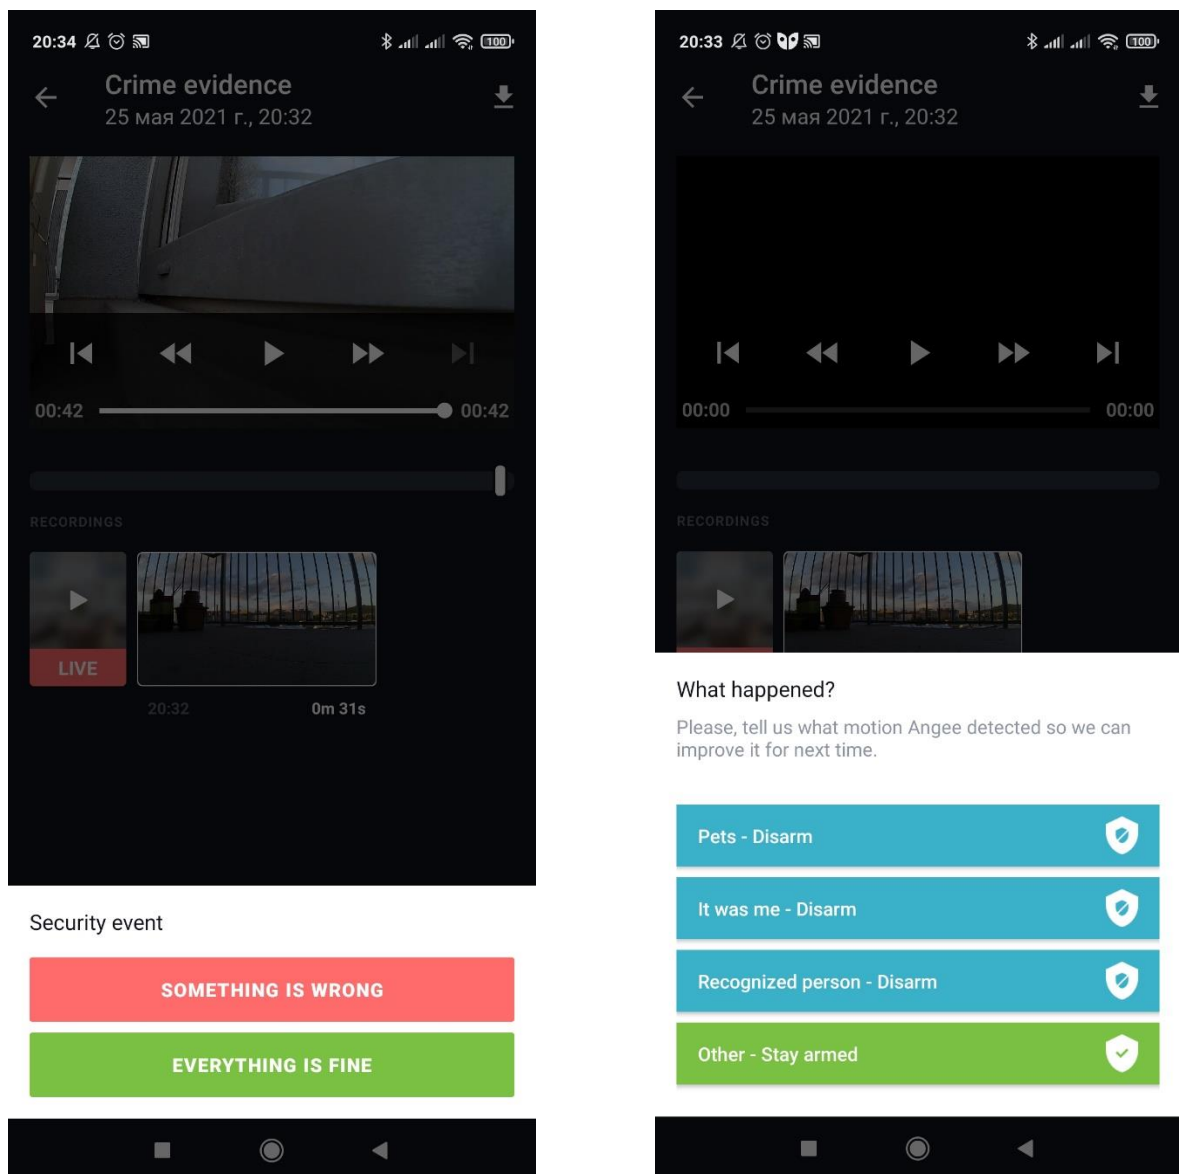 20:34
100
Crime evidence
25 мая 2021 г., 20:32
00:42
00:42
RECORDINGS
LIVE
20:32
0m 31s
Security event
SOMETHING IS WRONG
EVERYTHING IS FINE
20:33
100
Crime evidence
25 мая 2021 г., 20:32
00:00
00:00
RECORDINGS
What happened?
Please, tell us what motion Angee detected so we can
improve it for next time.
Pets - Disarm
It was me - Disarm
Recognized person - Disarm
Other - Stay armed